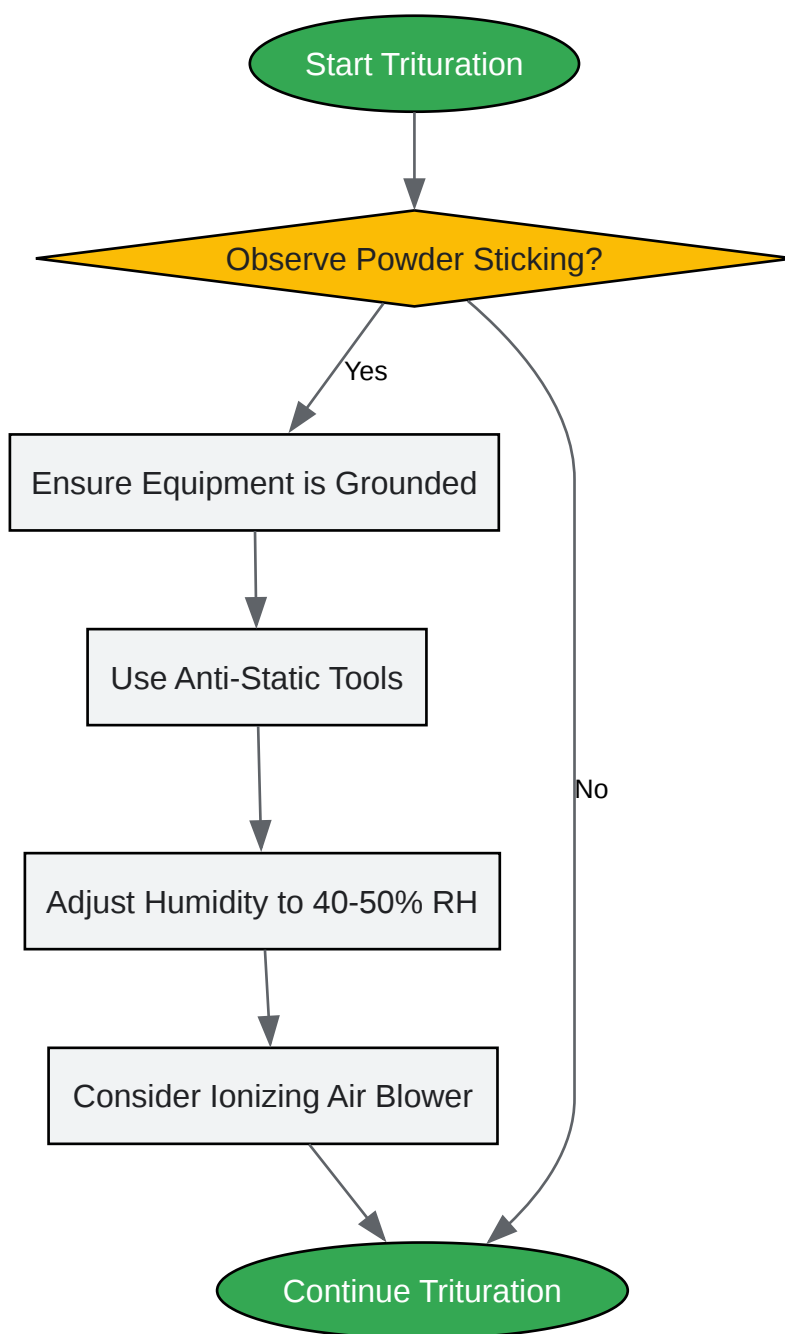 Start Trituration
Observe Powder Sticking?
Yes
Ensure Equipment is Grounded
Use Anti-Static Tools
No
Adjust Humidity to 40-50% RH
Consider Ionizing Air Blower
Continue Trituration